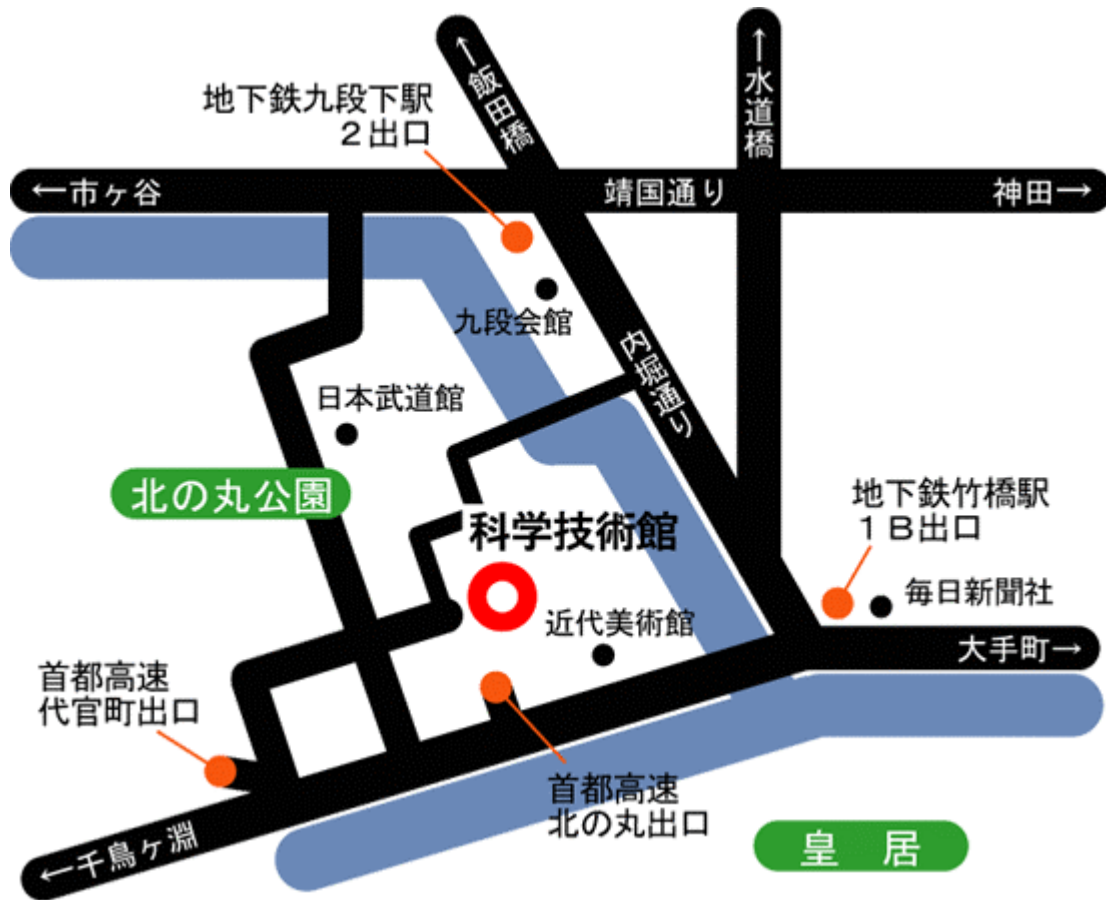 ↑飯田橋
↑水道橋
地下鉄九段下駅
２出口
←市ヶ谷
靖国通り
神田→
九段会館
内堀通り
日本武道館
北の丸公園
地下鉄竹橋駅
１Ｂ出口
科学技術館
毎日新聞社
近代美術館
大手町→
首都高速
代官町出口
首都高速
北の丸出口
←千鳥ヶ淵
皇 居